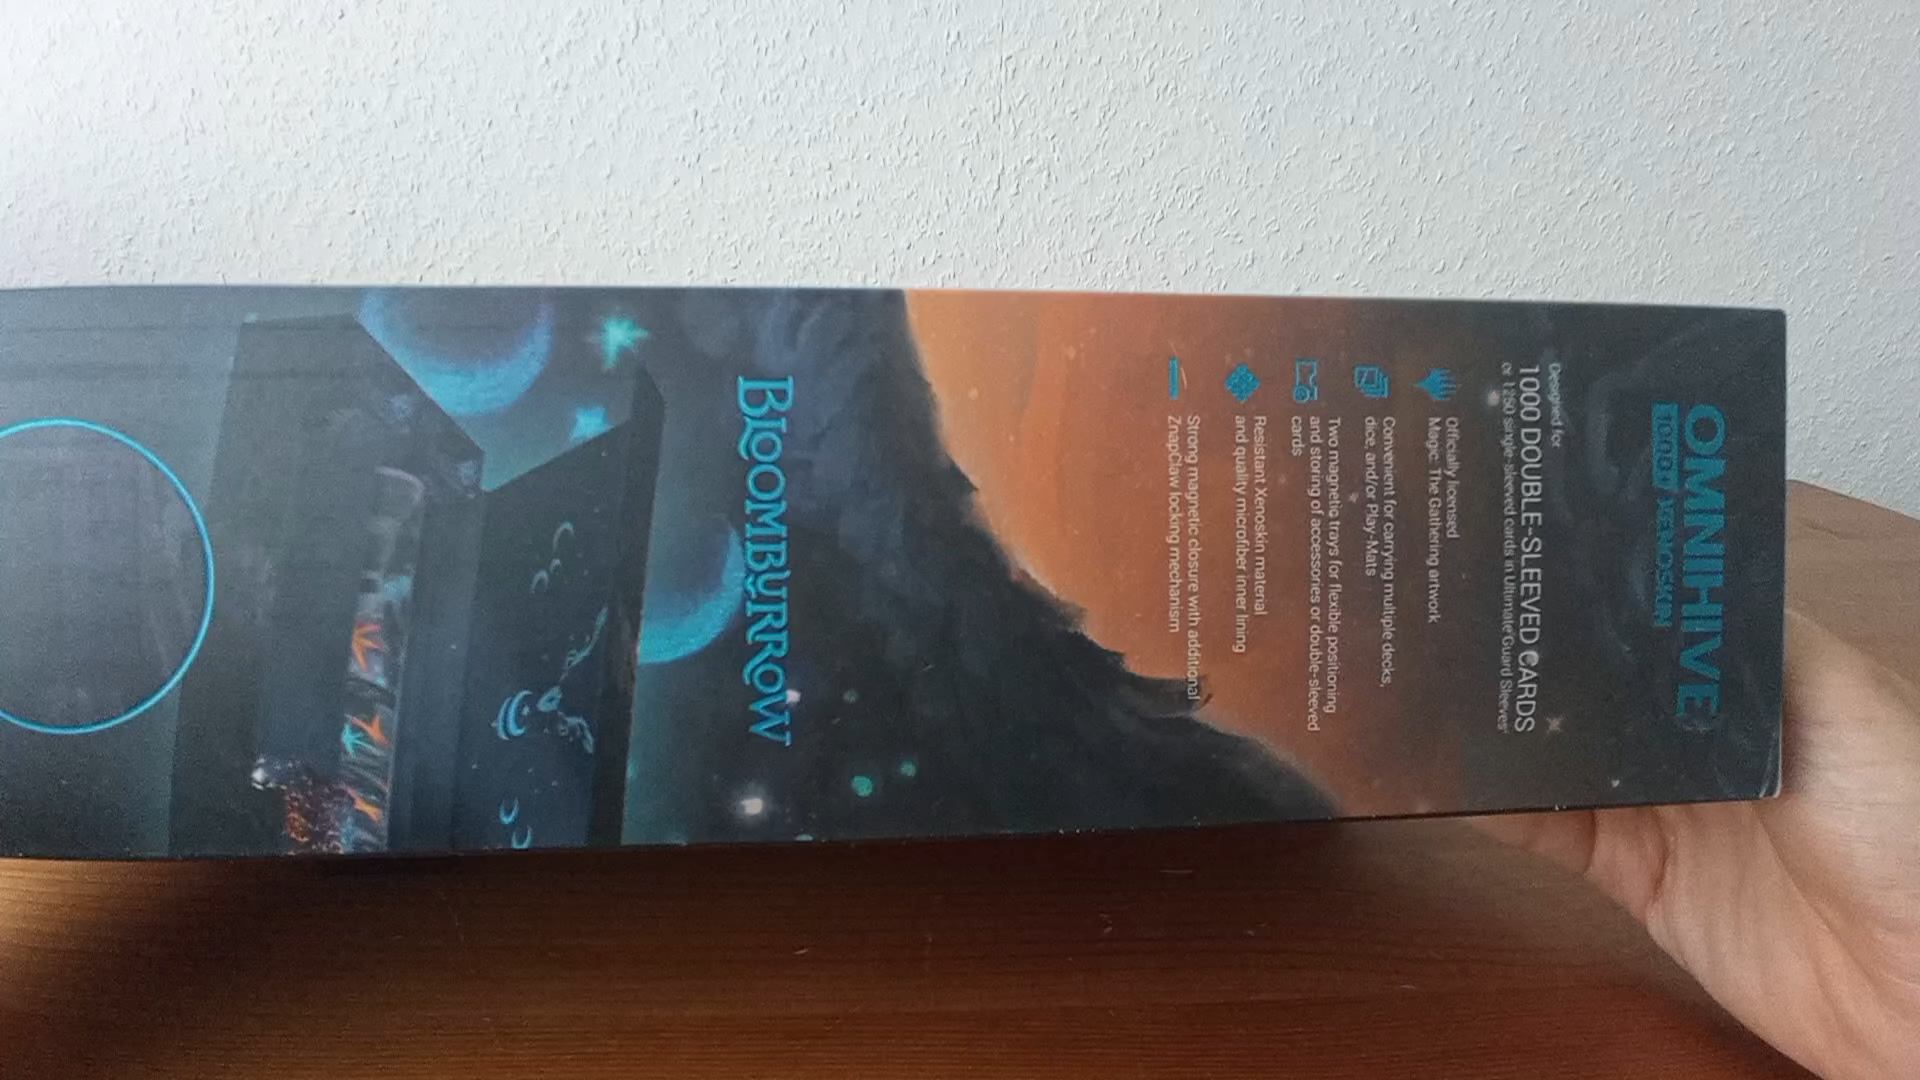 OMNIHIVE
1000+ XENOSKIN
Designed for
1000 DOUBLE-SLEEVED CARDS
or 1250 single-sleeved cards in Ultimate Guard Sleeves
Officially licensed
Magic: The Gathering artwork
Convenient for carrying multiple decks,
dice, and/or Play-Mats
Two magnetic trays for flexible positioning
and storing of accessories or double-sleeved
cards
Resistant Xenoskin material
and quality microfiber inner lining
Strong magnetic closure with additional
ZnapClaw locking mechanism
BLOOMBURROW